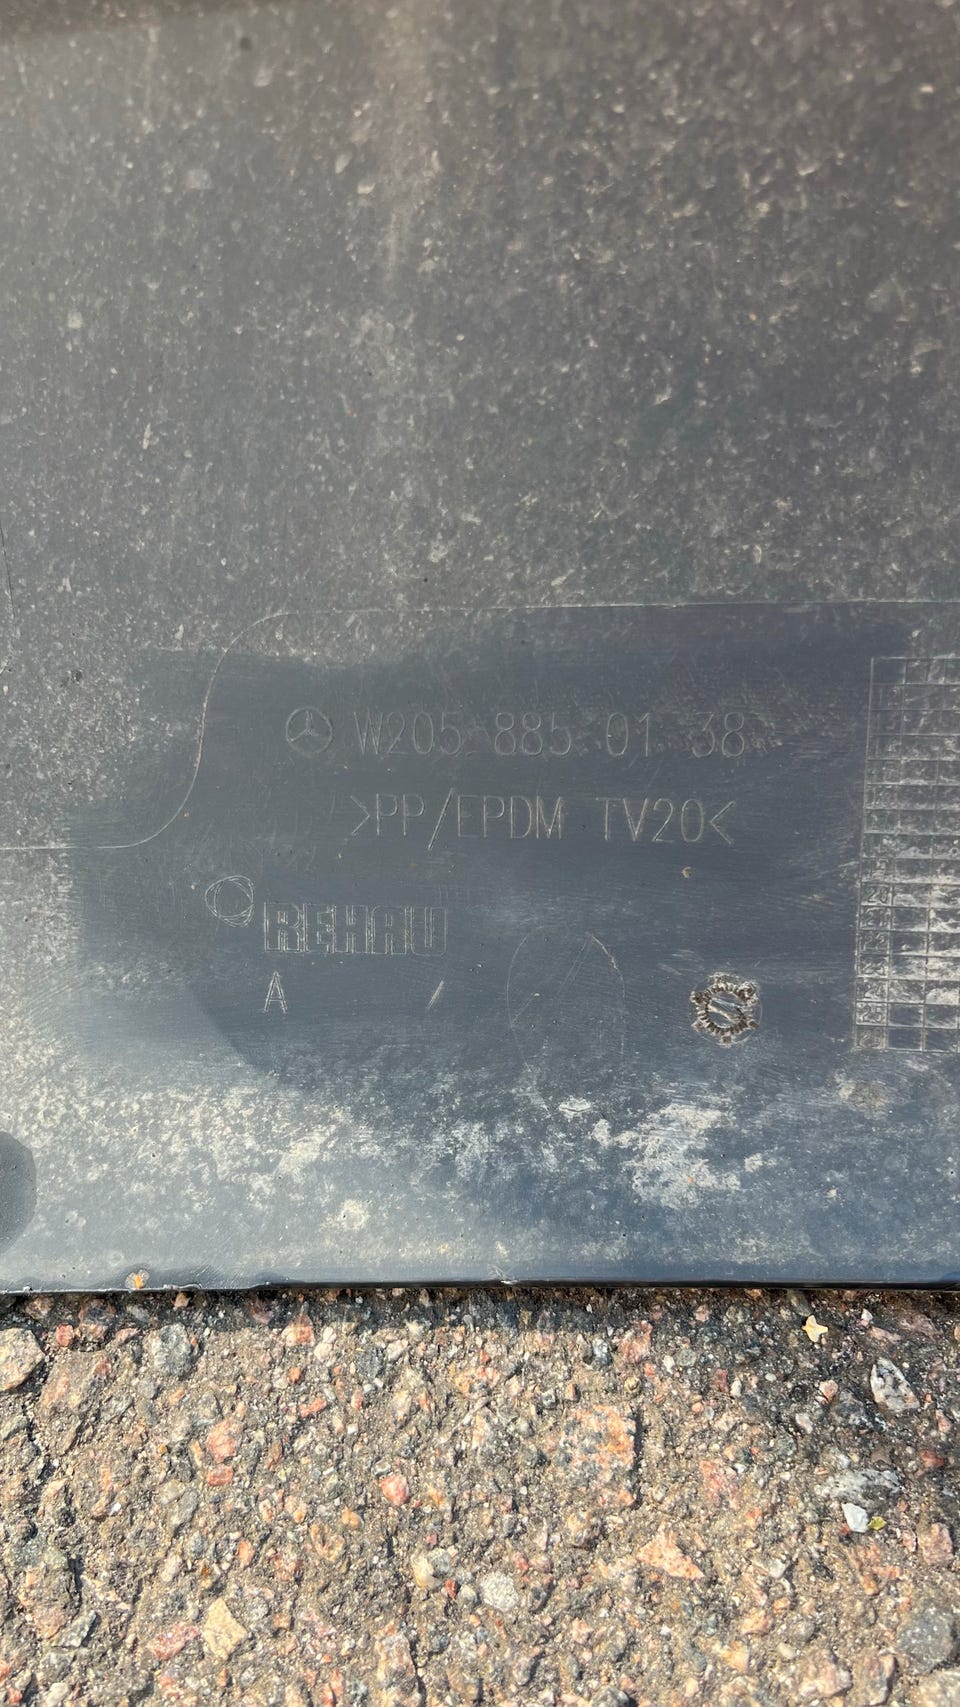 W205 885 01 38
>PP/EPDM TV20<
REHAU
A /